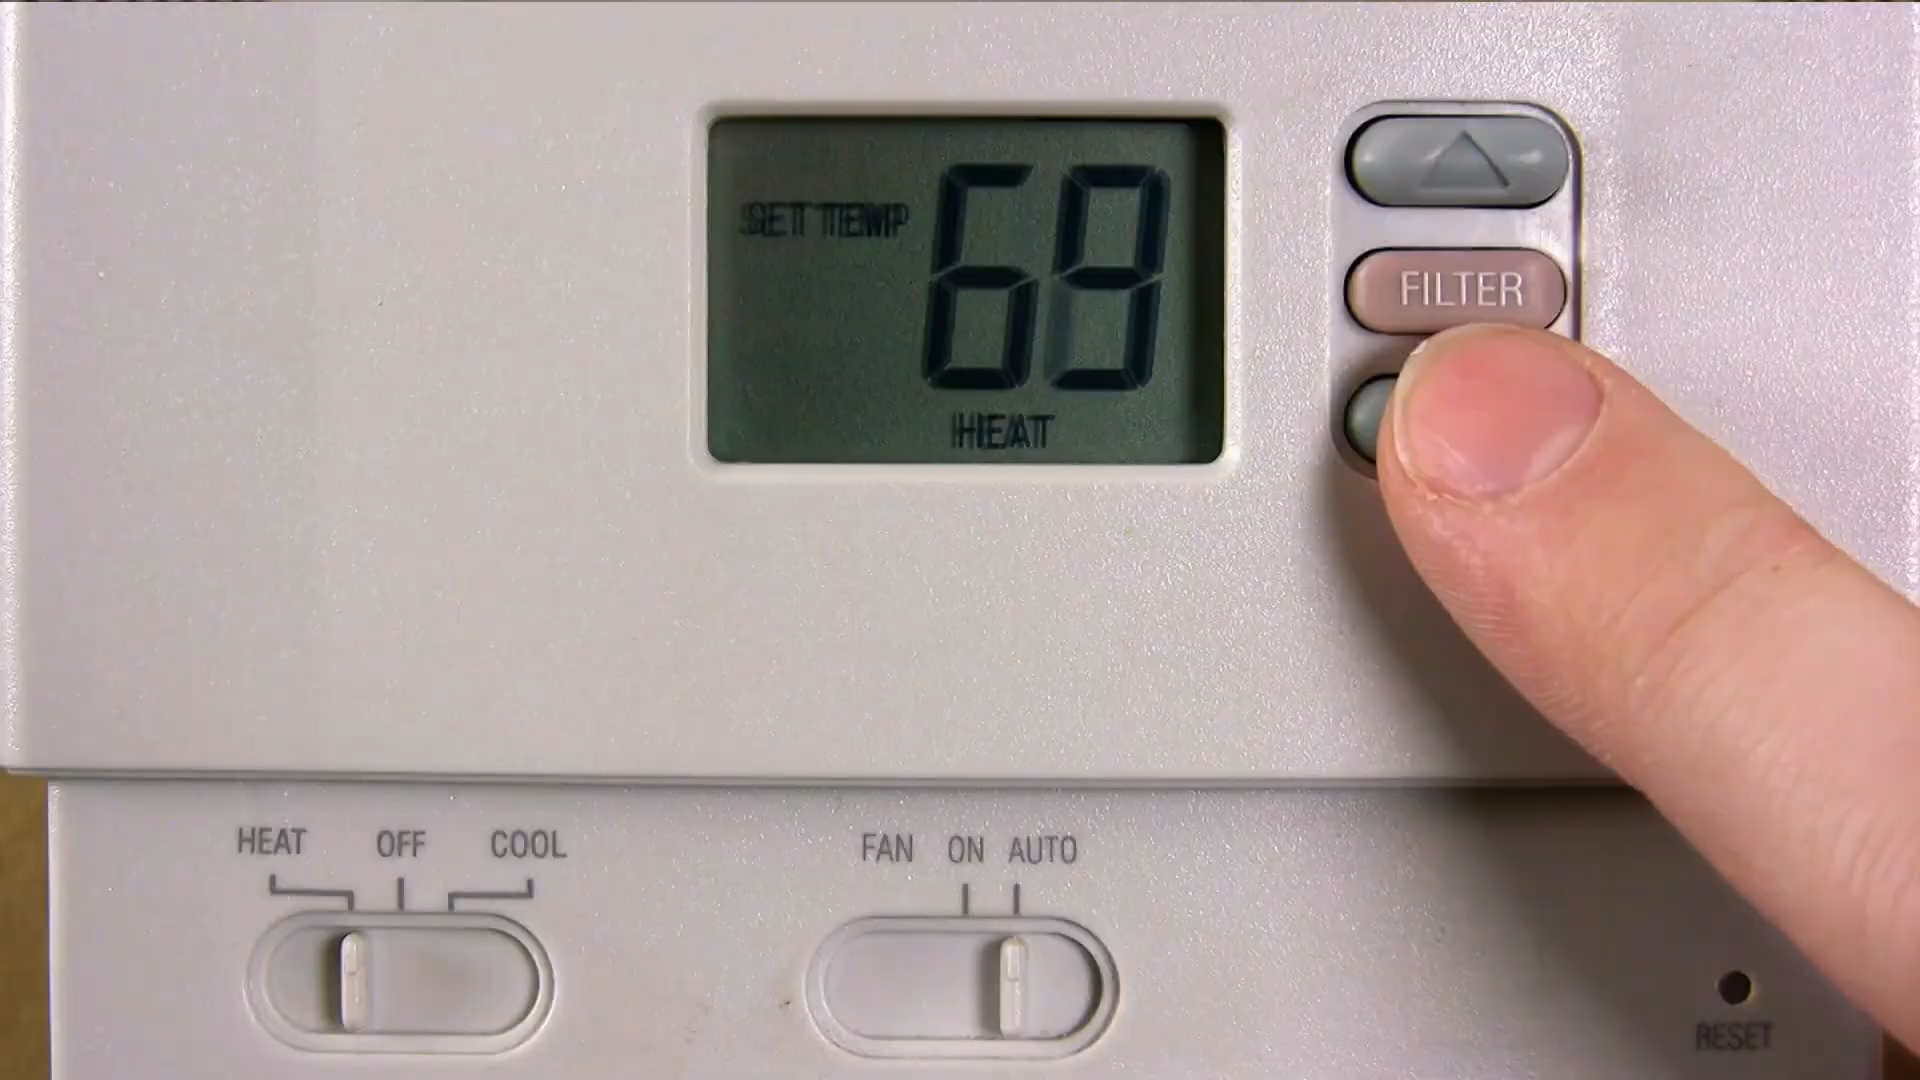 SET TEMP 69
HEAT
FILTER
HEAT OFF COOL
FAN ON AUTO
RESET